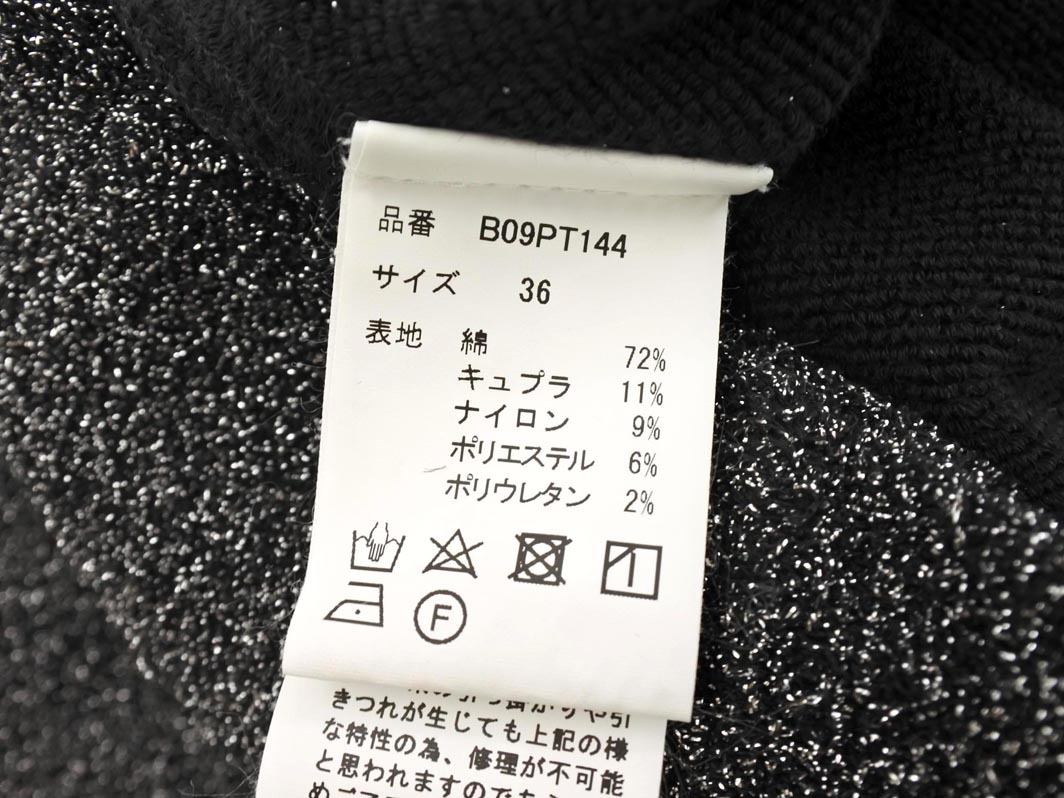 品番 B09PT144
サイズ 36
表地 綿 72%
キュプラ 11%
ナイロン 9%
ポリエステル 6%
ポリウレタン 2%
F
きつれが生じても上記の様
な特性の為、修理が不可能
と思われますので